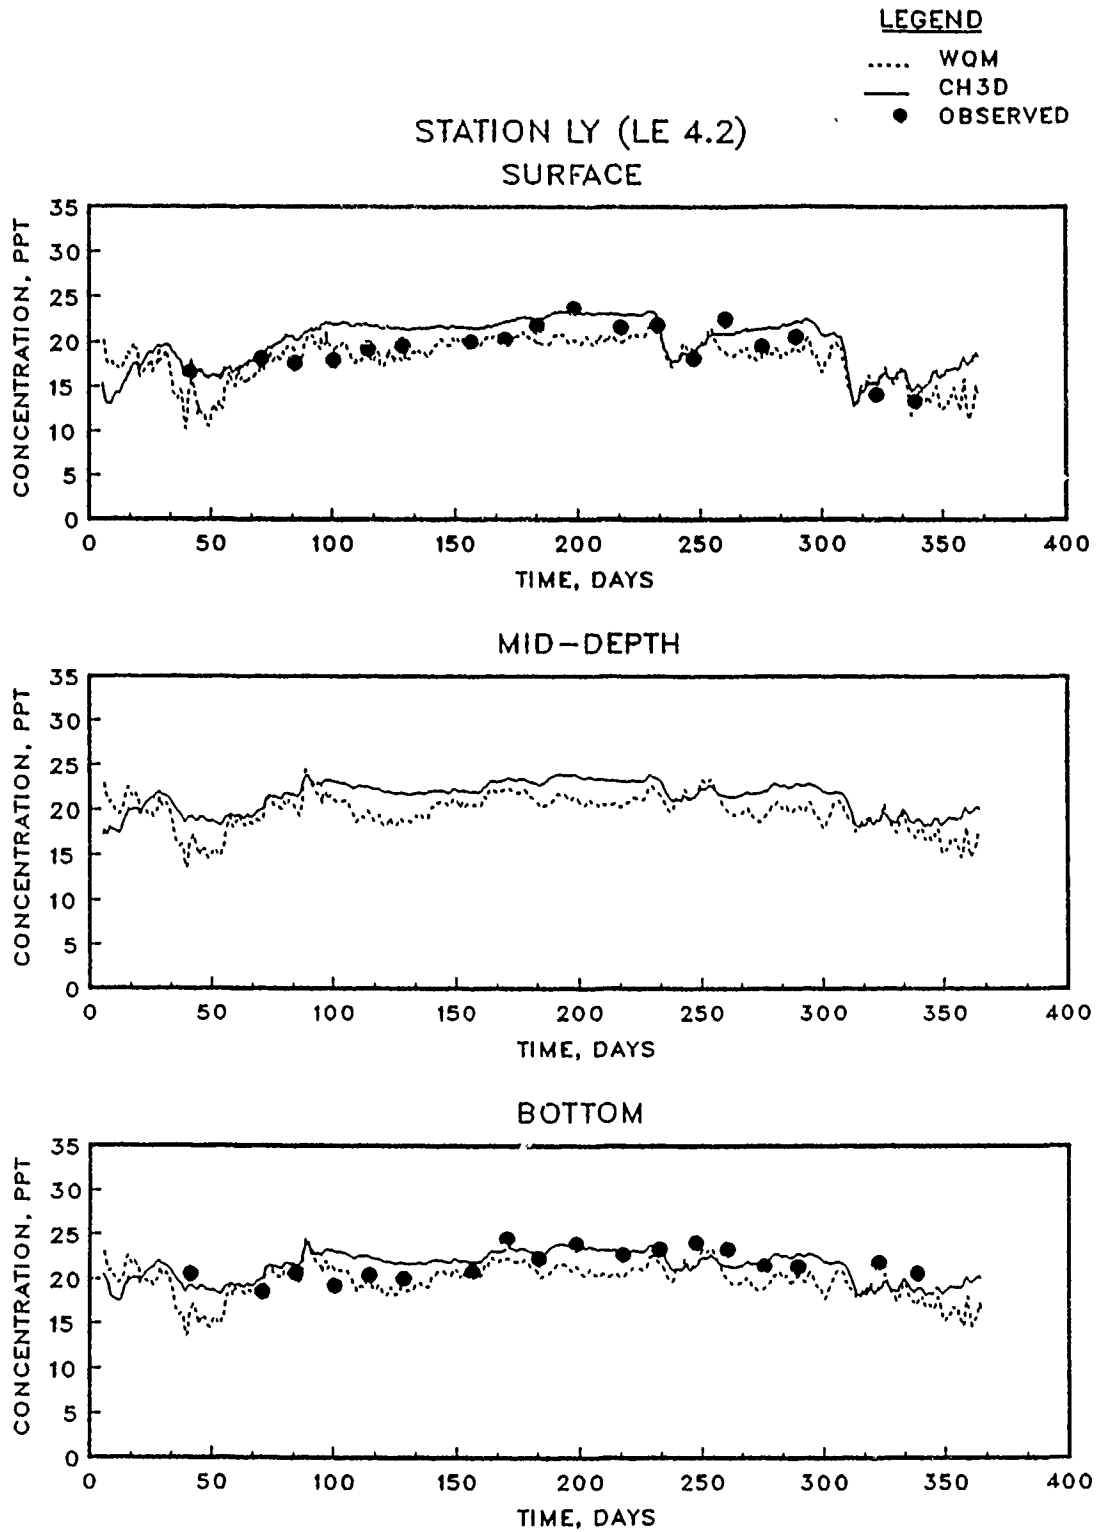 LEGEND
WQM
CH3D
OBSERVED
STATION LY (LE 4.2)
SURFACE
CONCENTRATION, PPT
35
30
25
20
15
10
5
0
0 50 100 150 200 250 300 350 400
TIME, DAYS
MID-DEPTH
CONCENTRATION, PPT
35
30
25
20
15
10
5
0
0 50 100 150 200 250 300 350 400
TIME, DAYS
BOTTOM
CONCENTRATION, PPT
35
30
25
20
15
10
5
0
0 50 100 150 200 250 300 350 400
TIME, DAYS